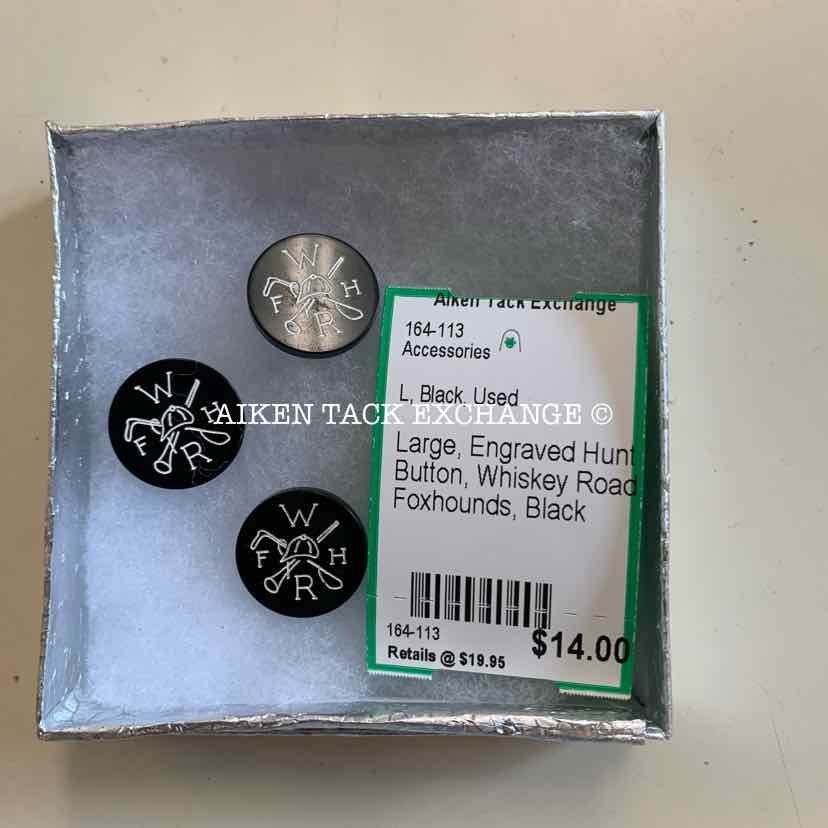 W
F H
R
W
F H
R
W
F H
R
AIKEN TACK EXCHANGE ©
Aiken Tack Exchange
164-113
Accessories
L, Black, Used
Large, Engraved Hunt
Button, Whiskey Road
Foxhounds, Black
164-113
$14.00
Retails @ $19.95